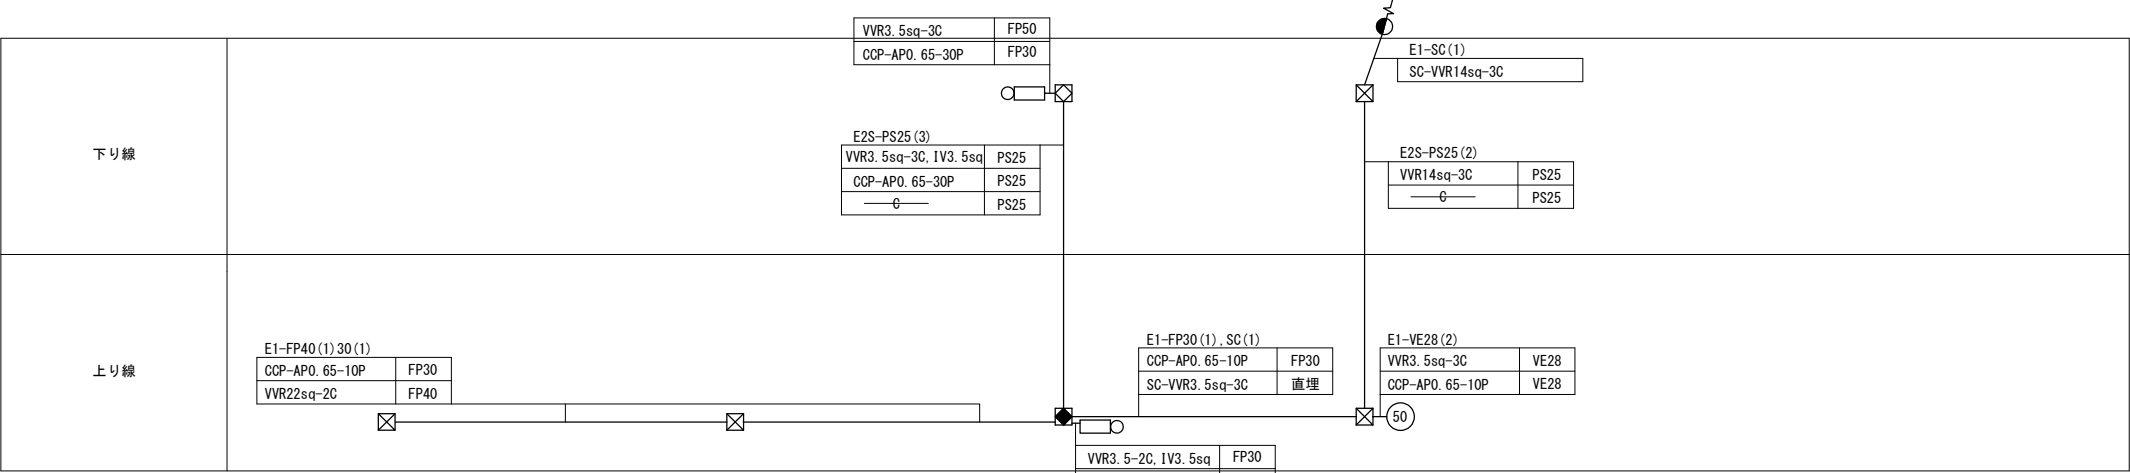 VVR3.5sq-3C FP50
CCP-AP0.65-30P FP30
E1-SC(1)
SC-VVR14sq-3C
下り線
E2S-PS25(3)
VVR3.5sq-3C,IV3.5sq PS25
CCP-AP0.65-30P PS25
C PS25
E2S-PS25(2)
VVR14sq-3C PS25
C PS25
上り線
E1-FP40(1)30(1)
CCP-AP0.65-10P FP30
VVR22sq-2C FP40
E1-FP30(1),SC(1)
CCP-AP0.65-10P FP30
SC-VVR3.5sq-3C 直埋
E1-VE28(2)
VVR3.5sq-3C VE28
CCP-AP0.65-10P VE28
50
VVR3.5-2C,IV3.5sq FP30